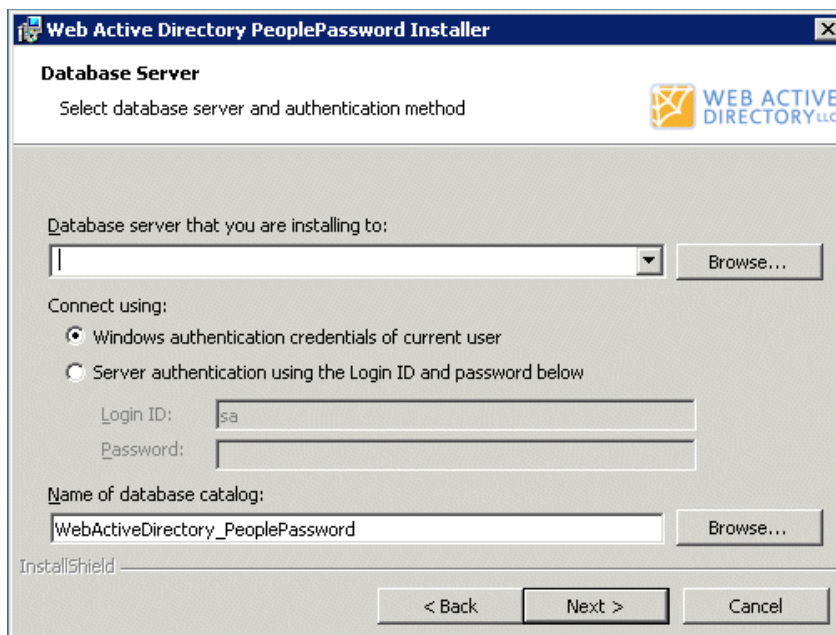 Web Active Directory PeoplePassword Installer
Database Server
Select database server and authentication method
WEB ACTIVE
DIRECTORY LLC
Database server that you are installing to:
Browse...
Connect using:
Windows authentication credentials of current user
Server authentication using the Login ID and password below
Login ID:
sa
Password:
Name of database catalog:
WebActiveDirectory_PeoplePassword
Browse...
InstallShield
< Back
Next >
Cancel